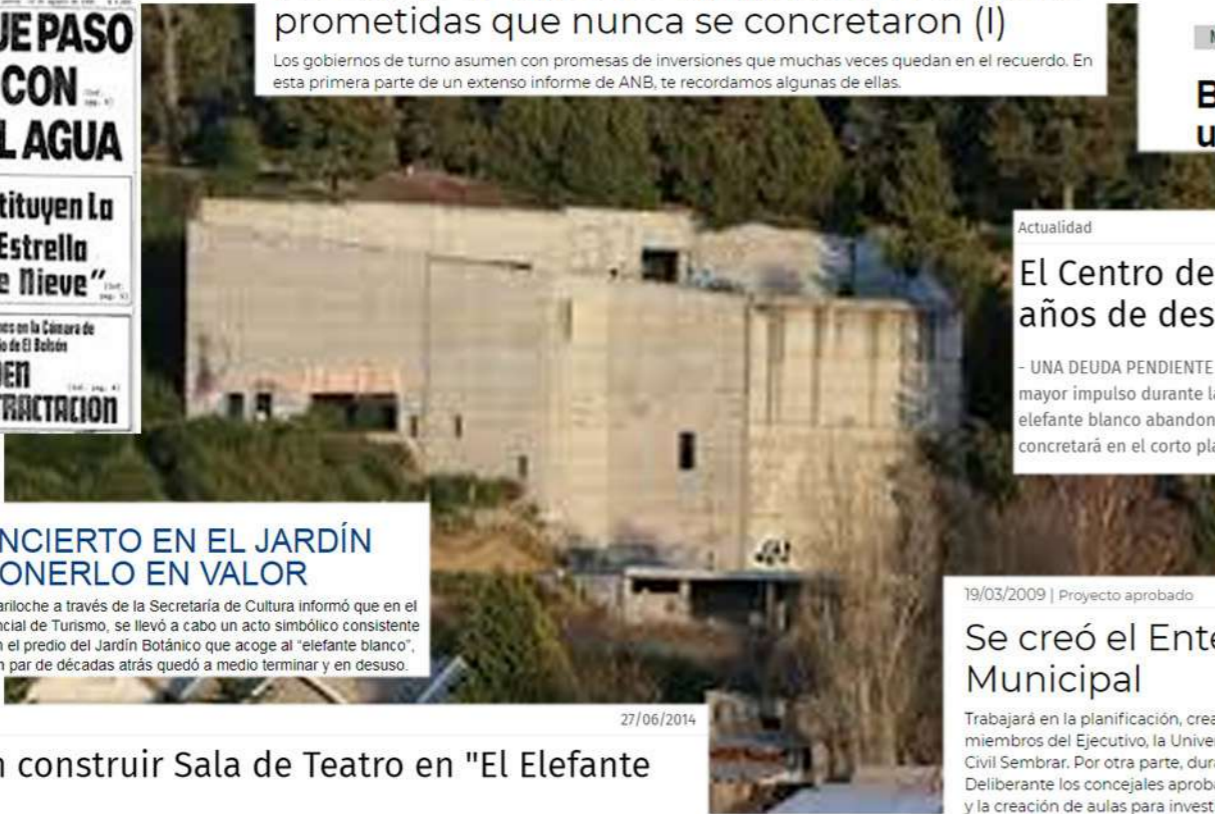 UE PASO
CON
L AGUA
tituyen La
Estrella
e Nieve"
nes en la Cámara de
io de El Bolsón
DEN
TRACTACION
prometidas que nunca se concretaron (I)
Los gobiernos de turno asumen con promesas de inversiones que muchas veces quedan en el recuerdo. En
esta primera parte de un extenso informe de ANB, te recordamos algunas de ellas.
B
u
Actualidad
El Centro de
años de des
- UNA DEUDA PENDIENTE
mayor impulso durante la
elefante blanco abandon
concretará en el corto pla
NCIERTO EN EL JARDÍN
ONERLO EN VALOR
ariloche a través de la Secretaría de Cultura informó que en el
ncial de Turismo, se llevó a cabo un acto simbólico consistente
n el predio del Jardín Botánico que acoge al "elefante blanco",
n par de décadas atrás quedó a medio terminar y en desuso.
27/06/2014
n construir Sala de Teatro en "El Elefante
19/03/2009 | Proyecto aprobado
Se creó el Ente
Municipal
Trabajará en la planificación, crea
miembros del Ejecutivo, la Univer
Civil Sembrar. Por otra parte, dura
Deliberante los concejales aproba
y la creación de aulas para invest